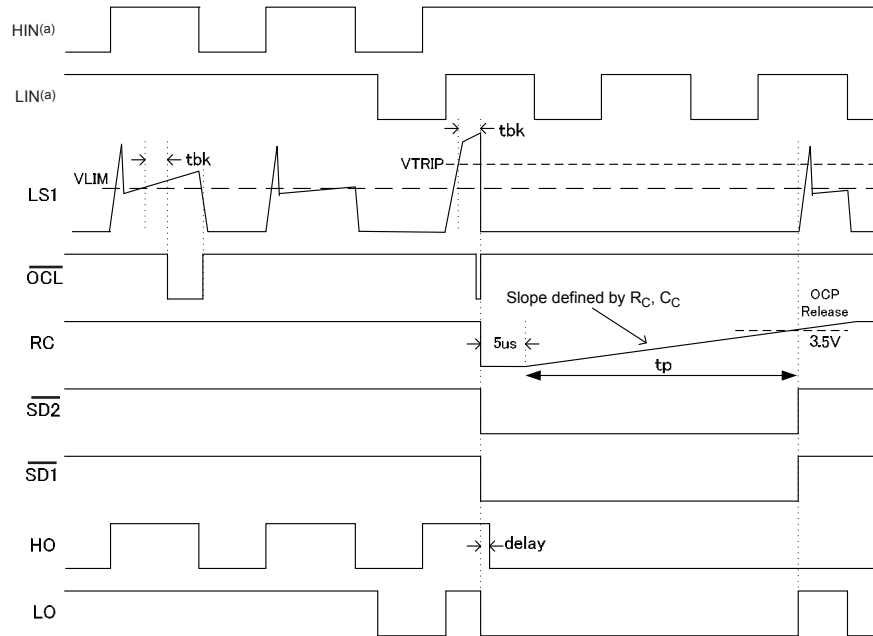 HIN(a)
LIN(a)
tbk
tbk
VTRIP
VLIM
LS1
OCL
Slope defined by RC, CC
OCP
Release
RC
5us
3.5V
tp
SD2
SD1
HO
delay
LO